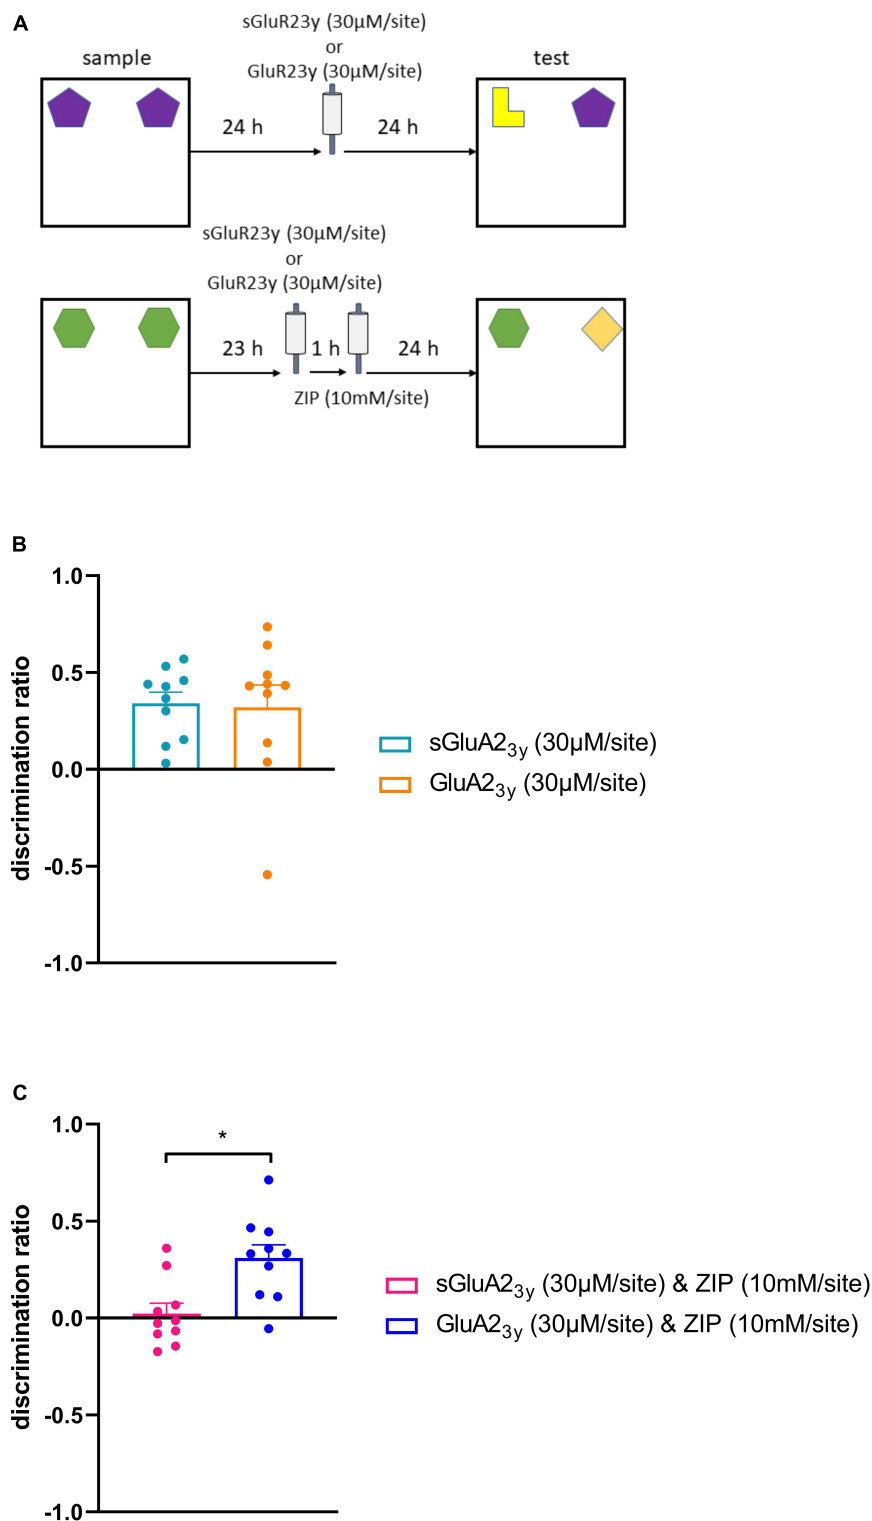 A
sGluR23y (30µM/site)
or
GluR23y (30µM/site)
sample
test
24 h
24 h
sGluR23y (30µM/site)
or
GluR23y (30µM/site)
23 h
1 h
24 h
ZIP (10mM/site)
B
1.0
0.5
0.0
-0.5
-1.0
discrimination ratio
sGluA23y (30µM/site)
GluA23y (30µM/site)
C
*
1.0
0.5
0.0
-0.5
-1.0
discrimination ratio
sGluA23y (30µM/site) & ZIP (10mM/site)
GluA23y (30µM/site) & ZIP (10mM/site)